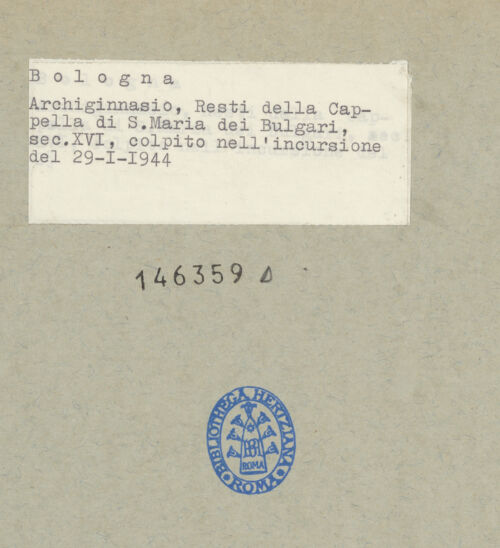 B o l o g n a
Archiginnasio, Resti della Cap-
pella di S.Maria dei Bulgari,
sec.XVI, colpito nell'incursione
del 29-I-I944
146359 Δ
BIBLIOTHECA HERTZIANA
ROMA
ROMA